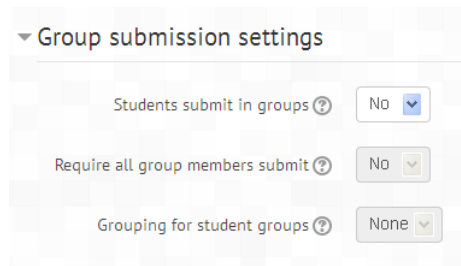 Group submission settings
Students submit in groups No
Require all group members submit No
Grouping for student groups None